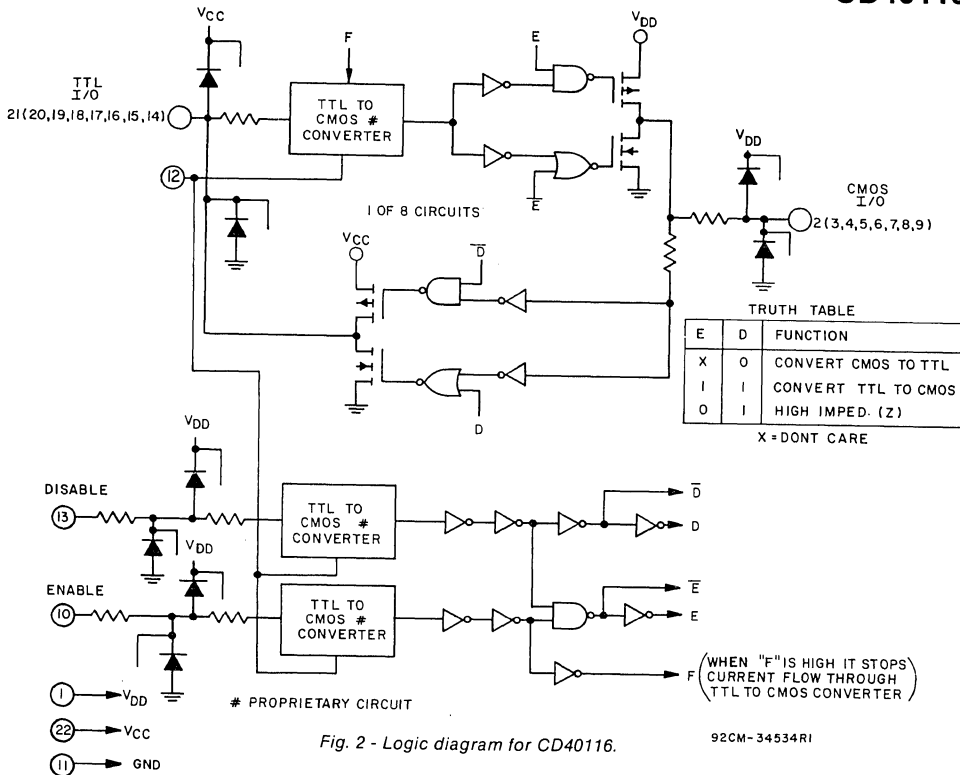 VCC
F
E
VDD
TTL
I/O
21(20,19,18,17,16,15,14)
TTL TO
CMOS #
CONVERTER
12
1 OF 8 CIRCUITS
E
VDD
CMOS
I/O
2(3,4,5,6,7,8,9)
VCC
D
D
TRUTH TABLE
E D FUNCTION
X 0 CONVERT CMOS TO TTL
1 1 CONVERT TTL TO CMOS
0 1 HIGH IMPED. (Z)
X = DONT CARE
VDD
DISABLE
13
TTL TO
CMOS #
CONVERTER
D
D
VDD
ENABLE
10
TTL TO
CMOS #
CONVERTER
E
E
F (WHEN "F" IS HIGH IT STOPS
CURRENT FLOW THROUGH
TTL TO CMOS CONVERTER)
1 VDD
# PROPRIETARY CIRCUIT
22 VCC
Fig. 2 - Logic diagram for CD40116.
92CM-34534R1
11 GND